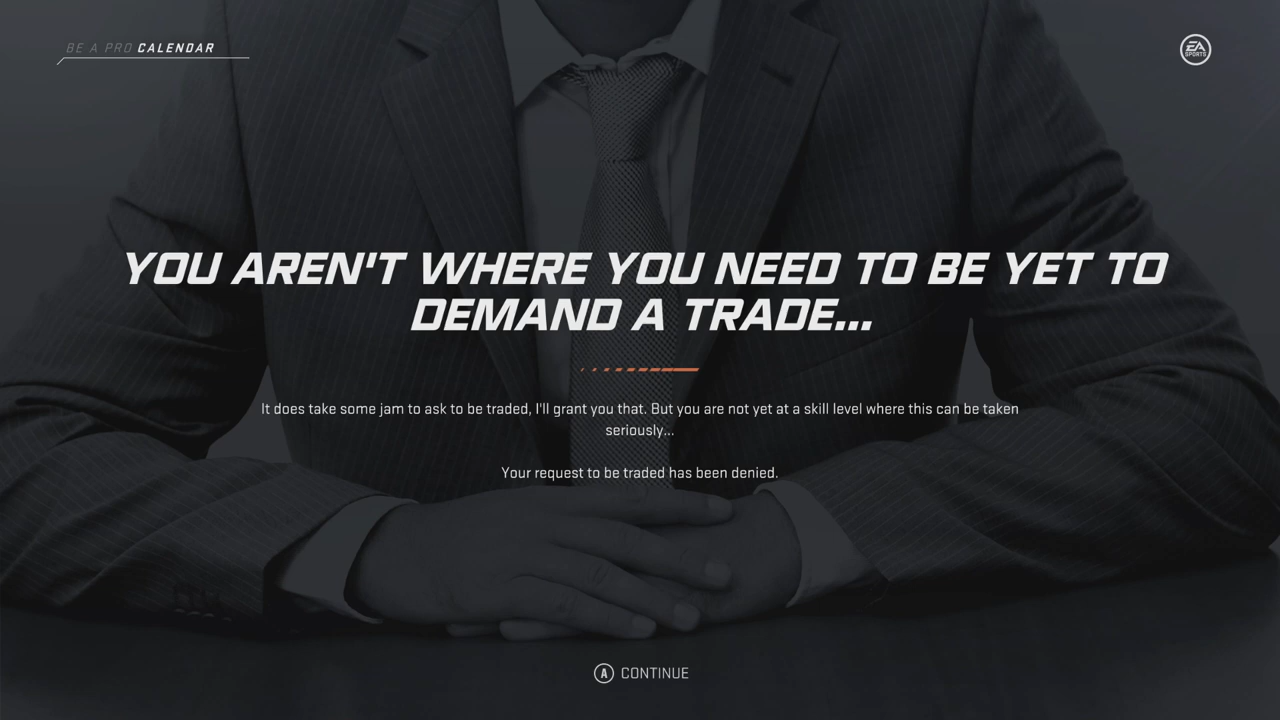 BE A PRO CALENDAR
EA
SPORTS
YOU AREN'T WHERE YOU NEED TO BE YET TO
DEMAND A TRADE...
It does take some jam to ask to be traded, I'll grant you that. But you are not yet at a skill level where this can be taken
seriously...
Your request to be traded has been denied.
A CONTINUE